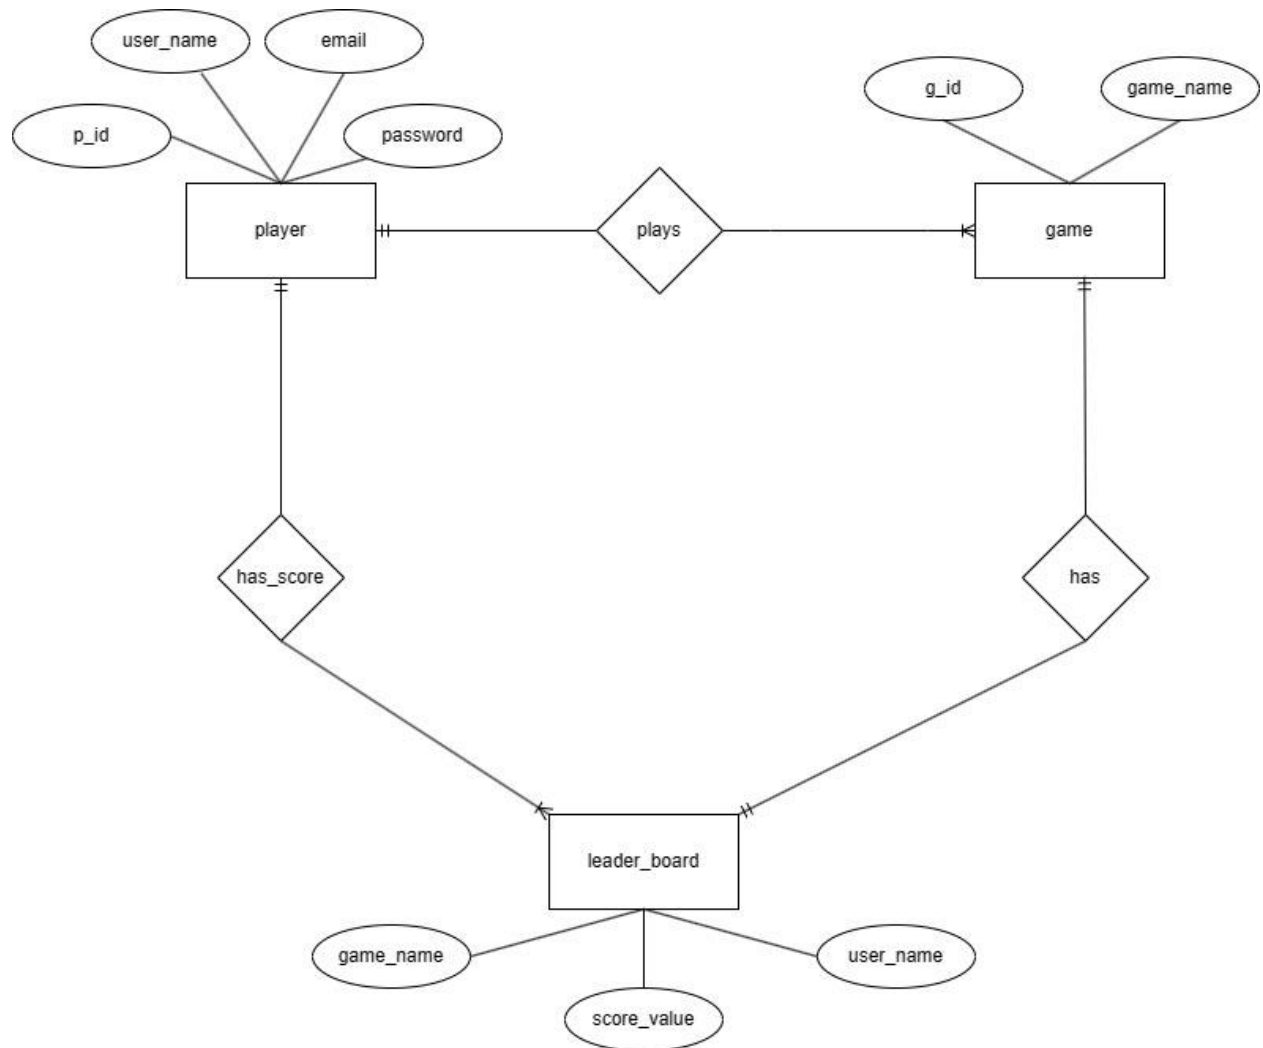 user_name
email
p_id
password
g_id
game_name
player
plays
game
has_score
has
leader_board
game_name
score_value
user_name